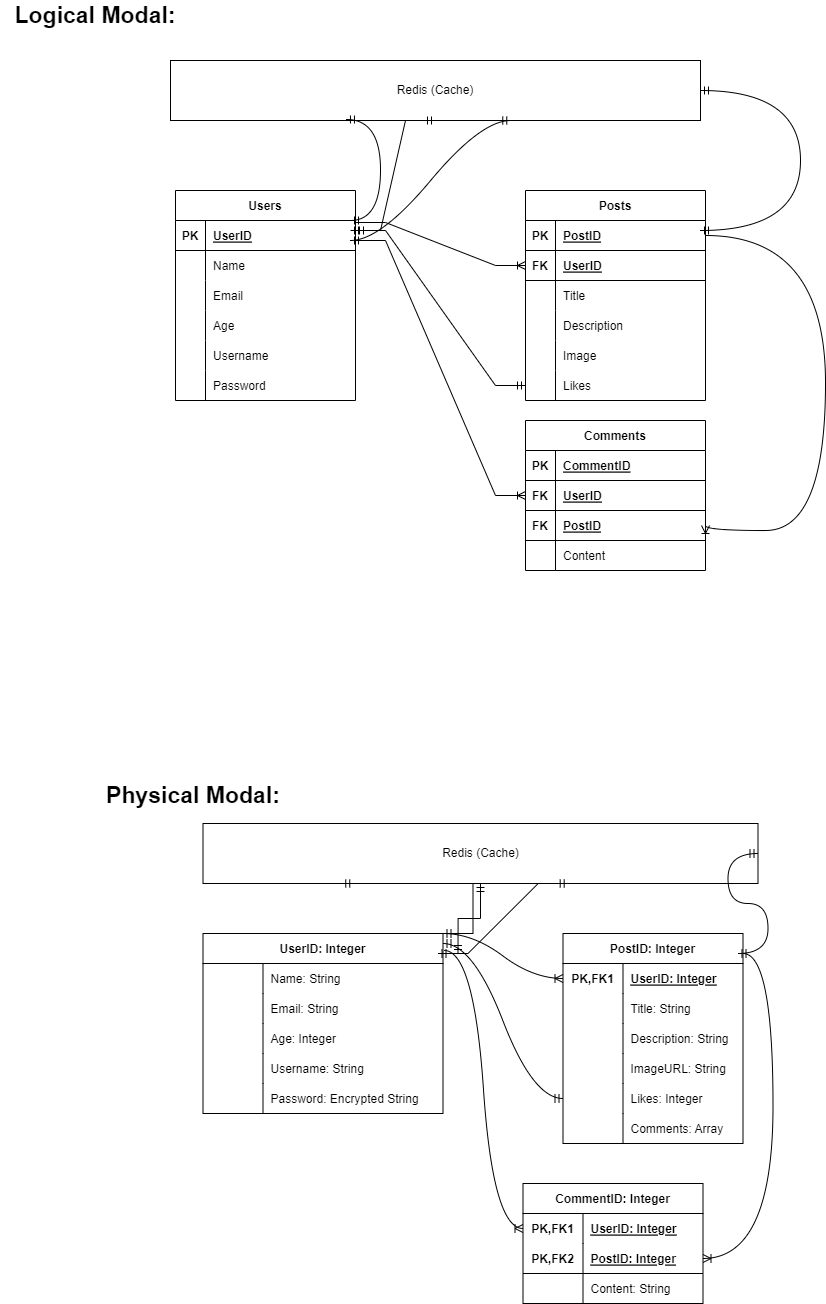 Logical Modal:
Redis (Cache)
Users
PK UserID
Name
Email
Age
Username
Password
Posts
PK PostID
FK UserID
Title
Description
Image
Likes
Comments
PK CommentID
FK UserID
FK PostID
Content
Physical Modal:
Redis (Cache)
UserID: Integer
Name: String
Email: String
Age: Integer
Username: String
Password: Encrypted String
PostID: Integer
PK,FK1 UserID: Integer
Title: String
Description: String
ImageURL: String
Likes: Integer
Comments: Array
CommentID: Integer
PK,FK1 UserID: Integer
PK,FK2 PostID: Integer
Content: String